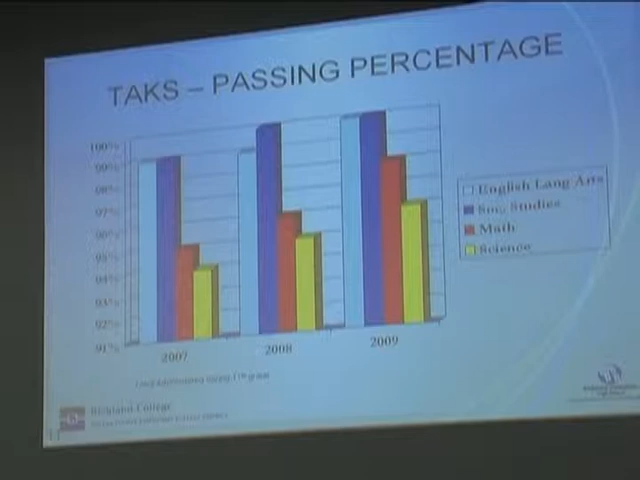 TAKS – PASSING PERCENTAGE
100%
99%
98%
97%
96%
95%
94%
93%
92%
91%
2007
2008
2009
English Lang Arts
Soc. Studies
Math
Science
Richland College